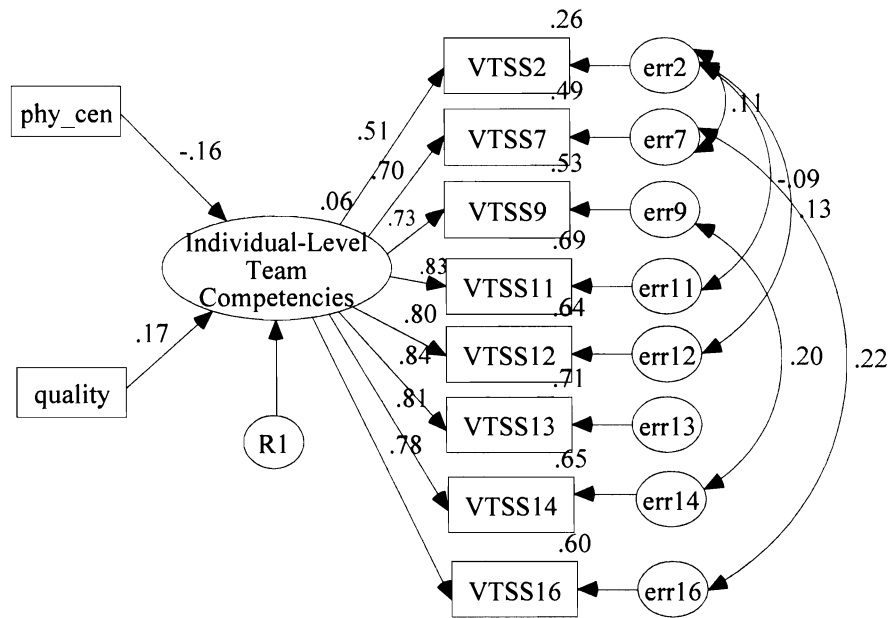 .26
VTSS2
err2
.49
.11
phy_cen
.51
VTSS7
err7
-.16
.70
.53
-.09
.06
.73
VTSS9
err9
.13
.69
Individual-Level
Team
Competencies
.83
VTSS11
err11
.64
.80
.17
.84
VTSS12
err12
.20
.22
.71
quality
.81
VTSS13
err13
R1
.78
.65
VTSS14
err14
.60
VTSS16
err16